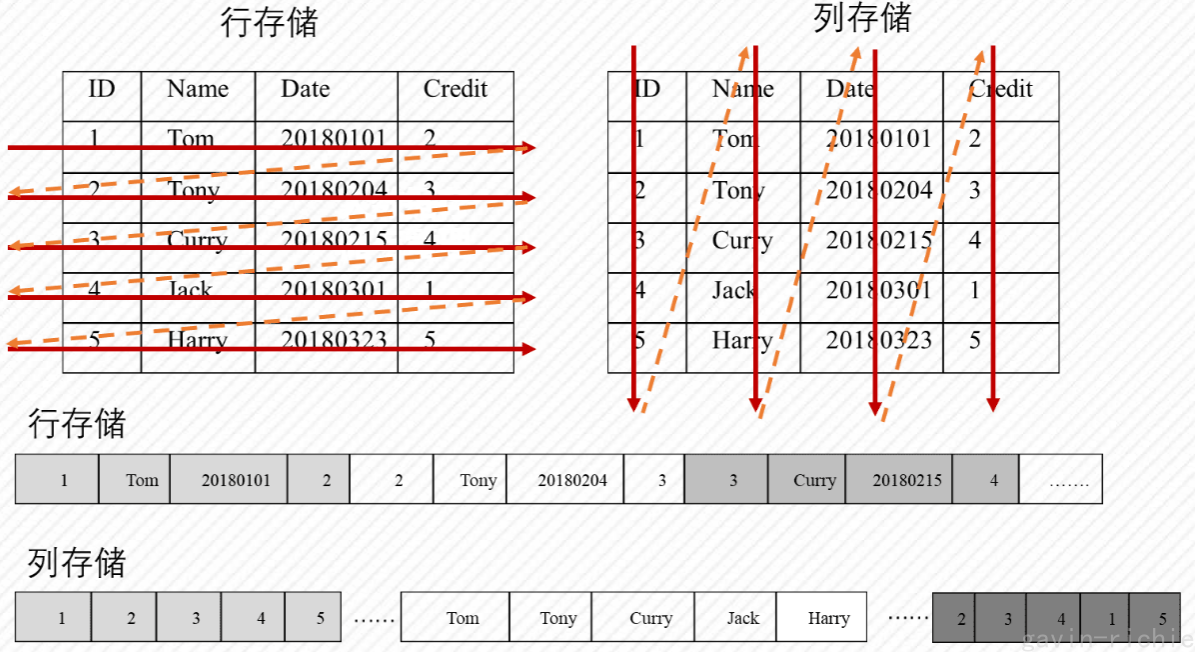 行存储 列存储
ID Name Date Credit ID Name Date Credit
1 Tom 20180101 2 1 Tom 20180101 2
2 Tony 20180204 3 2 Tony 20180204 3
3 Curry 20180215 4 3 Curry 20180215 4
4 Jack 20180301 1 4 Jack 20180301 1
5 Harry 20180323 5 5 Harry 20180323 5
行存储
1 Tom 20180101 2 2 Tony 20180204 3 3 Curry 20180215 4 …….
列存储
1 2 3 4 5 …… Tom Tony Curry Jack Harry …… 2 3 4 1 5
gavin-richie